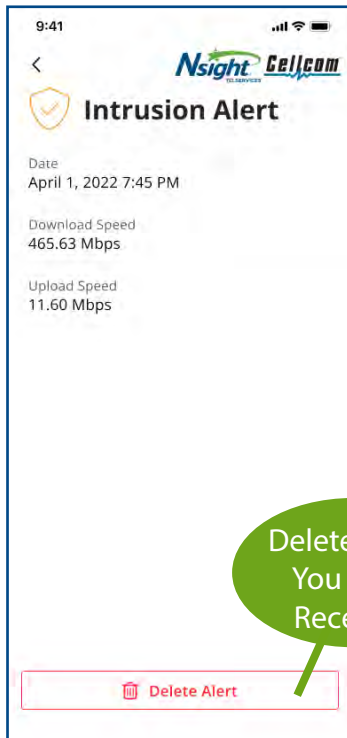 9:41
Nsight Cellcom
TELSERVICES
Intrusion Alert
Date
April 1, 2022 7:45 PM
Download Speed
465.63 Mbps
Upload Speed
11.60 Mbps
Delete
You
Rece
Delete Alert